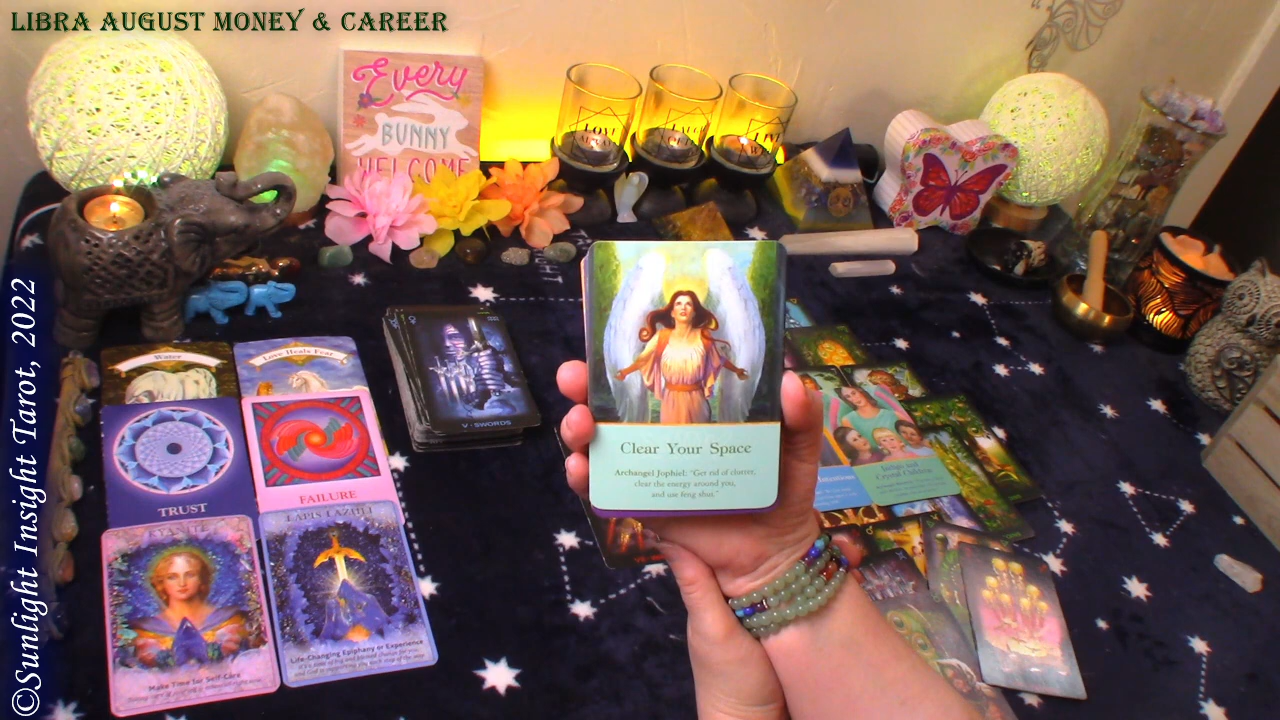 LIBRA AUGUST MONEY & CAREER
©Sunlight Insight Tarot, 2022
Every
BUNNY
WELCOME
LOVE
Water
Love Heals Fear
TRUST
FAILURE
LAPIS LAZULI
Make Time for Self-Care
Life-Changing Epiphany or Experience
V · SWORDS
Clear Your Space
Archangel Jophiel: "Get rid of clutter,
clear the energy around you,
and use feng shui."
Indigo and
Crystal Children